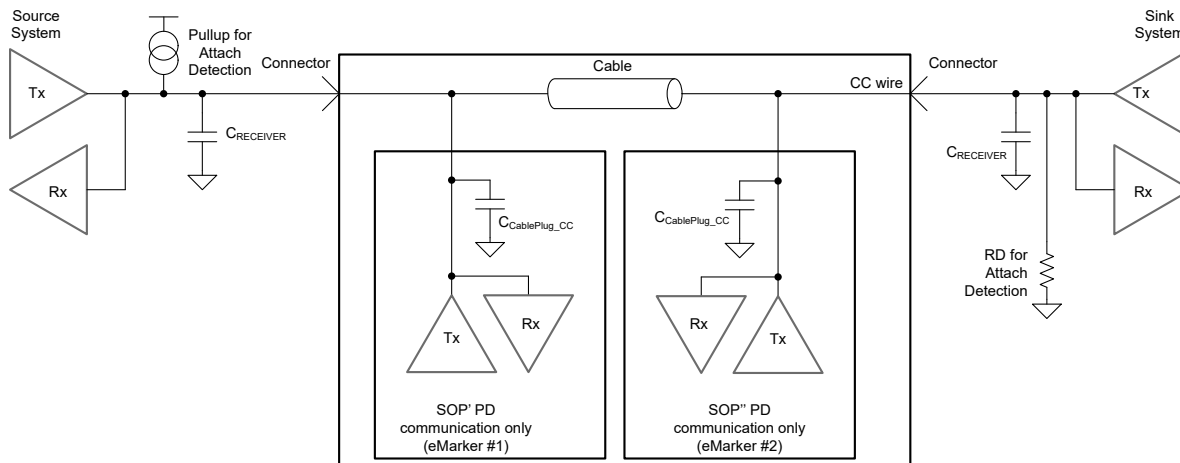 Source
System
Pullup for
Attach
Detection
Connector
Tx
Rx
CRECEIVER
Cable
CC wire
Connector
Sink
System
Tx
Rx
CRECEIVER
RD for
Attach
Detection
CCablePlug_CC
Tx
Rx
SOP' PD
communication only
(eMarker #1)
CCablePlug_CC
Rx
Tx
SOP'' PD
communication only
(eMarker #2)